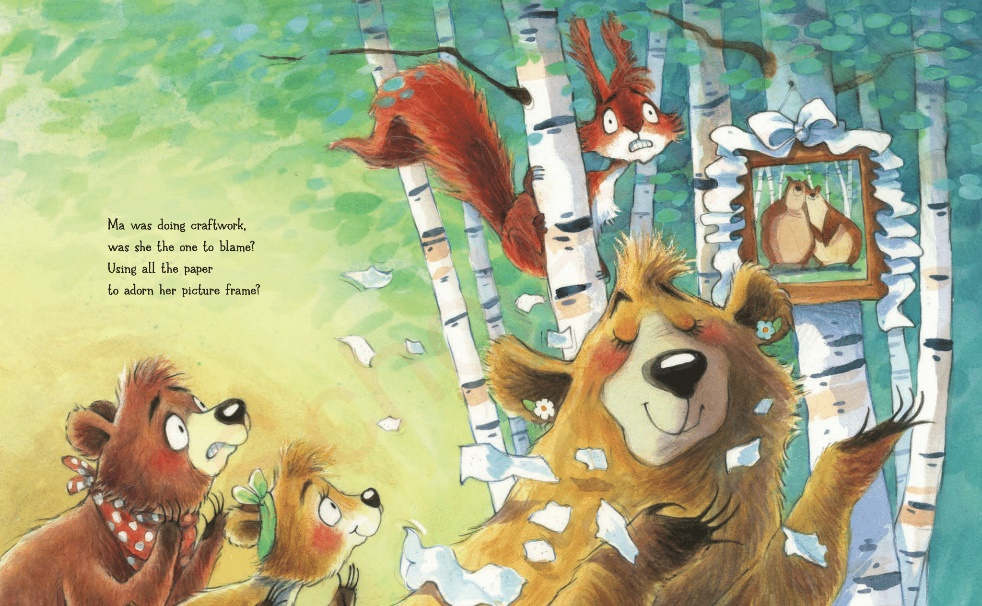 Ma was doing craftwork,
was she the one to blame?
Using all the paper
to adorn her picture frame?